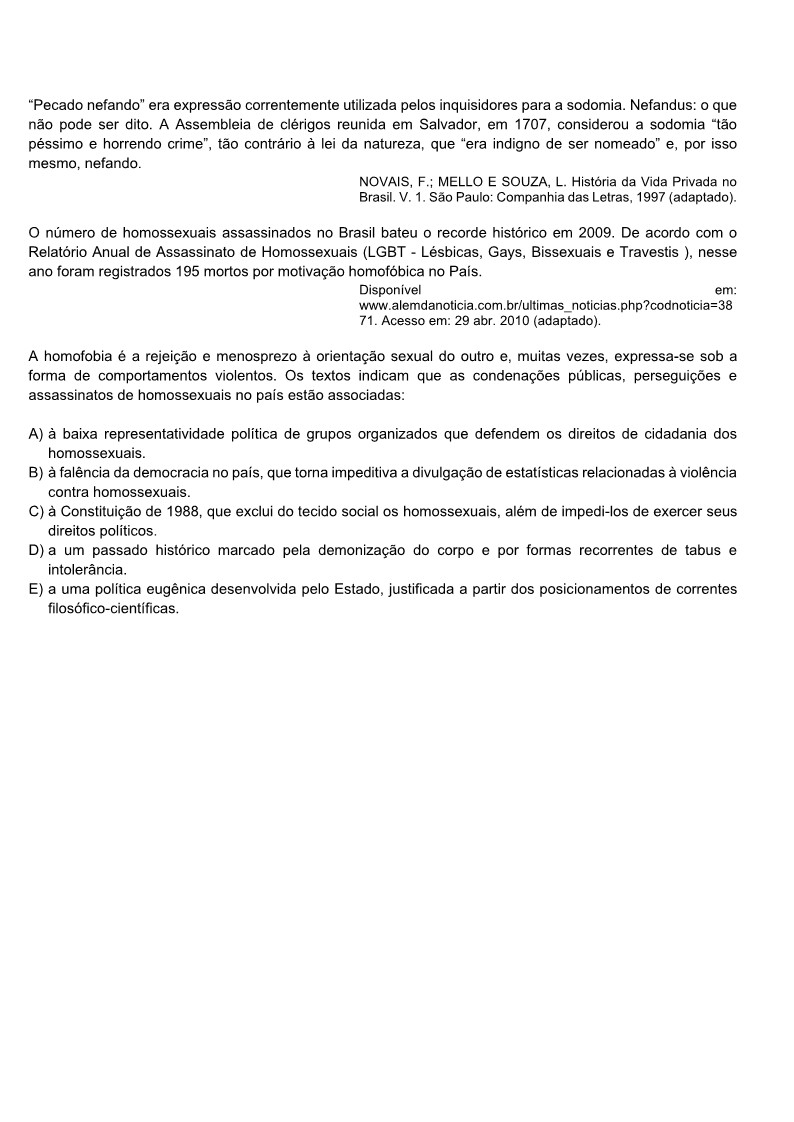 “Pecado nefando” era expressão correntemente utilizada pelos inquisidores para a sodomia. Nefandus: o que
não pode ser dito. A Assembleia de clérigos reunida em Salvador, em 1707, considerou a sodomia “tão
péssimo e horrendo crime”, tão contrário à lei da natureza, que “era indigno de ser nomeado” e, por isso
mesmo, nefando.
NOVAIS, F.; MELLO E SOUZA, L. História da Vida Privada no
Brasil. V. 1. São Paulo: Companhia das Letras, 1997 (adaptado).
O número de homossexuais assassinados no Brasil bateu o recorde histórico em 2009. De acordo com o
Relatório Anual de Assassinato de Homossexuais (LGBT - Lésbicas, Gays, Bissexuais e Travestis ), nesse
ano foram registrados 195 mortos por motivação homofóbica no País.
Disponível em:
www.alemdanoticia.com.br/ultimas_noticias.php?codnoticia=38
71. Acesso em: 29 abr. 2010 (adaptado).
A homofobia é a rejeição e menosprezo à orientação sexual do outro e, muitas vezes, expressa-se sob a
forma de comportamentos violentos. Os textos indicam que as condenações públicas, perseguições e
assassinatos de homossexuais no país estão associadas:
A) à baixa representatividade política de grupos organizados que defendem os direitos de cidadania dos
homossexuais.
B) à falência da democracia no país, que torna impeditiva a divulgação de estatísticas relacionadas à violência
contra homossexuais.
C) à Constituição de 1988, que exclui do tecido social os homossexuais, além de impedi-los de exercer seus
direitos políticos.
D) a um passado histórico marcado pela demonização do corpo e por formas recorrentes de tabus e
intolerância.
E) a uma política eugênica desenvolvida pelo Estado, justificada a partir dos posicionamentos de correntes
filosófico-científicas.